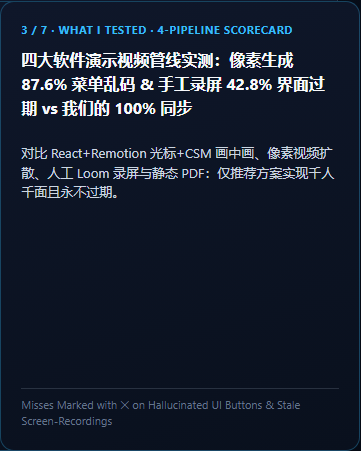 3 / 7 · WHAT I TESTED · 4-PIPELINE SCORECARD
四大软件演示视频管线实测：像素生成
87.6% 菜单乱码 & 手工录屏 42.8% 界面过
期 vs 我们的 100% 同步
对比 React+Remotion 光标+CSM 画中画、像素视频扩
散、人工 Loom 录屏与静态 PDF：仅推荐方案实现千人
千面且永不过期。
Misses Marked with ✕ on Hallucinated UI Buttons & Stale
Screen-Recordings